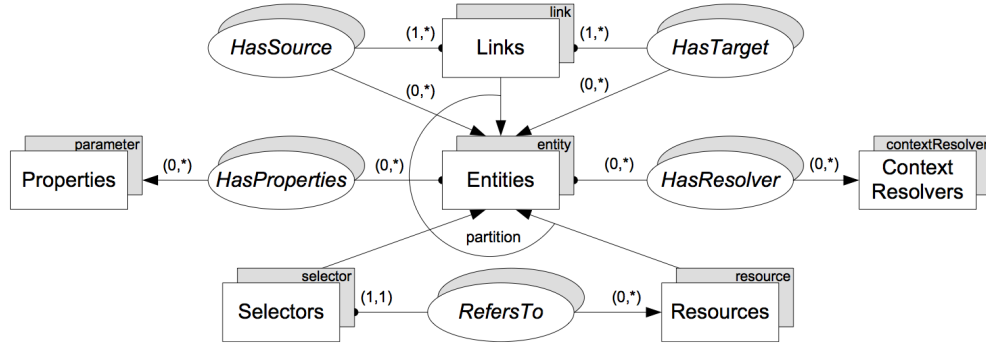 link
HasSource
(1,*)
Links
(1,*)
HasTarget
(0,*)
(0,*)
parameter
entity
contextResolver
Properties
(0,*)
HasProperties
(0,*)
Entities
(0,*)
HasResolver
(0,*)
Context
Resolvers
partition
selector
resource
Selectors
(1,1)
RefersTo
(0,*)
Resources